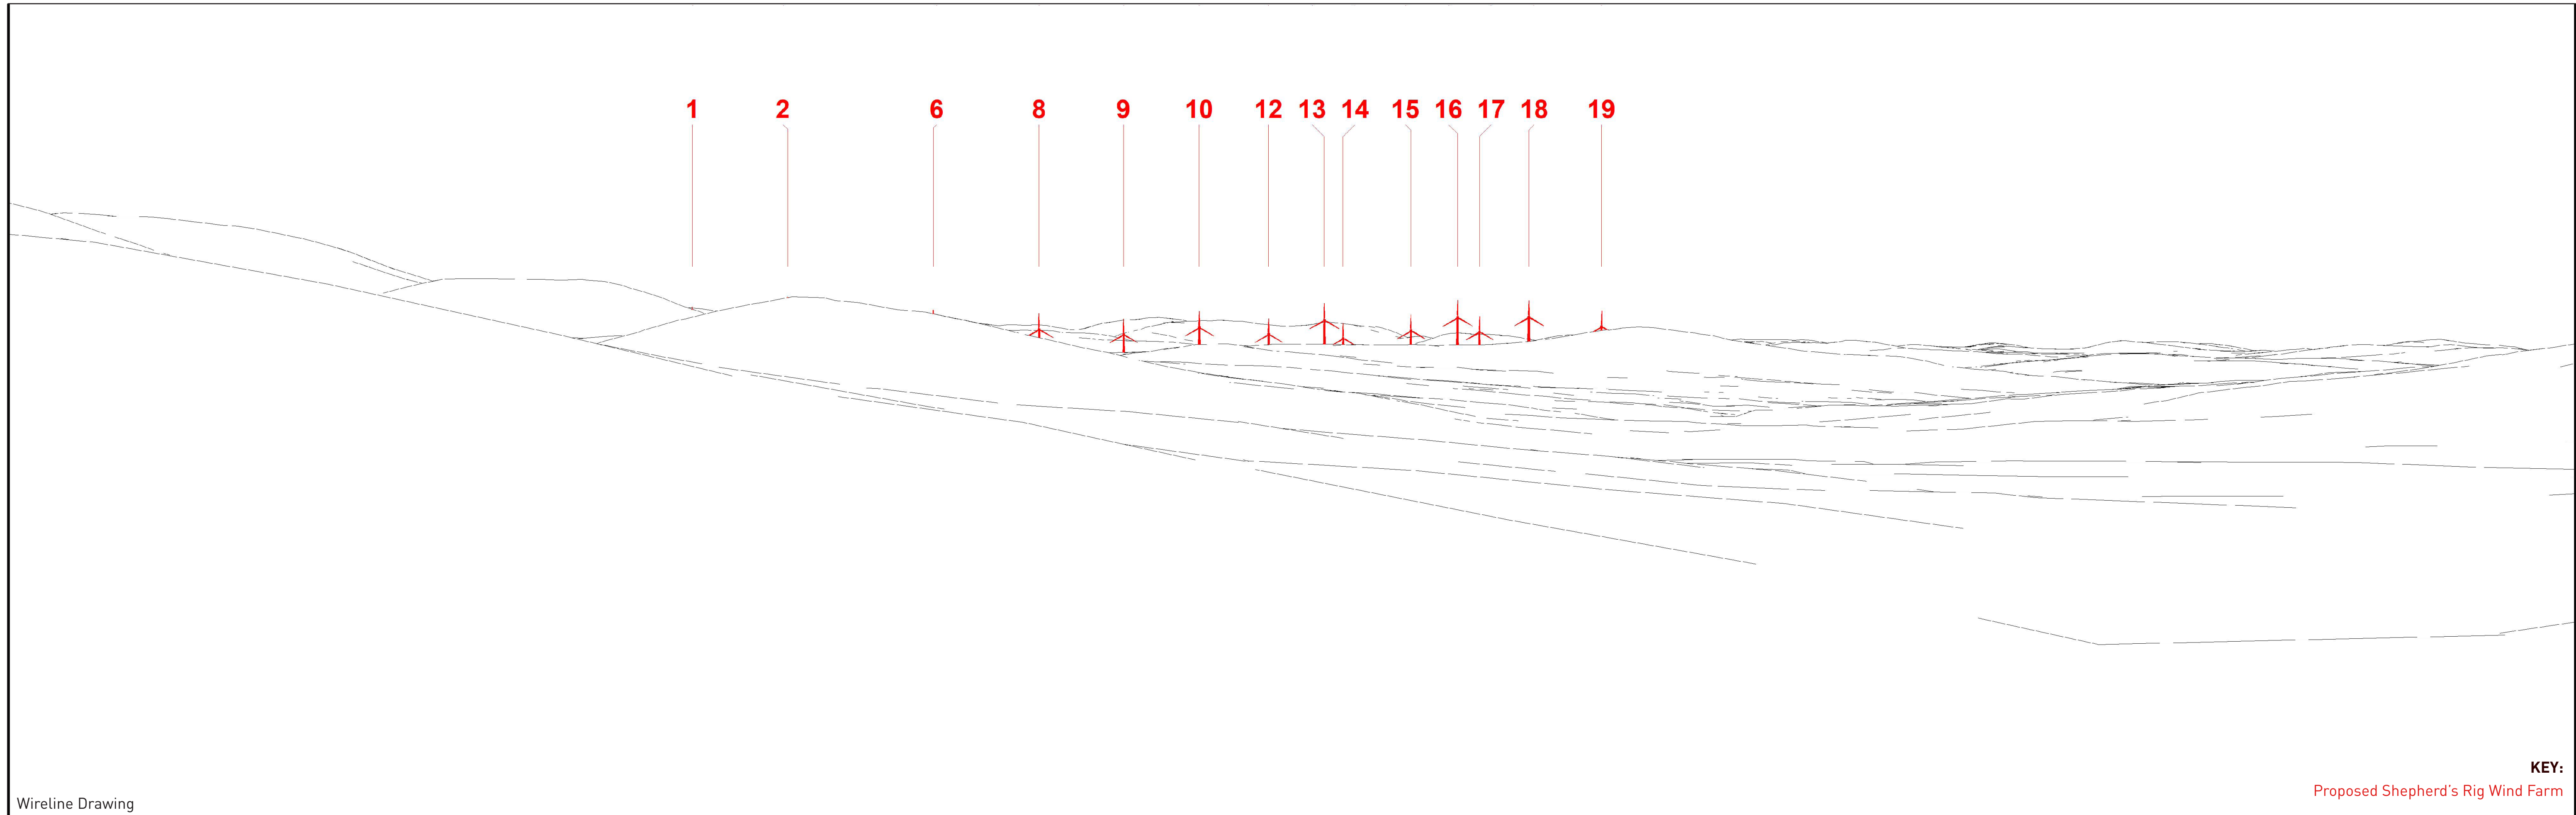 1 2 6 8 9 10 12 13 14 15 16 17 18 19
KEY:
Proposed Shepherd's Rig Wind Farm
Wireline Drawing